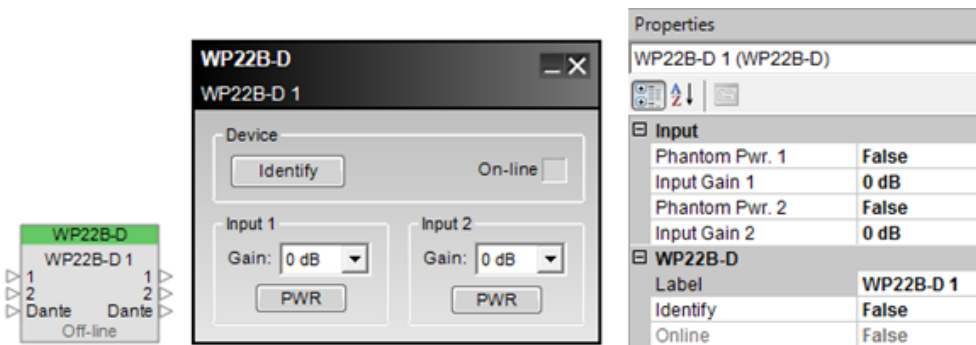 WP22B-D
WP22B-D 1
1 1
2 2
Dante Dante
Off-line
WP22B-D
WP22B-D 1
Device
Identify On-line
Input 1 Input 2
Gain: 0 dB Gain: 0 dB
PWR PWR
Properties
WP22B-D 1 (WP22B-D)
Input
Phantom Pwr. 1 False
Input Gain 1 0 dB
Phantom Pwr. 2 False
Input Gain 2 0 dB
WP22B-D
Label WP22B-D 1
Identify False
Online False